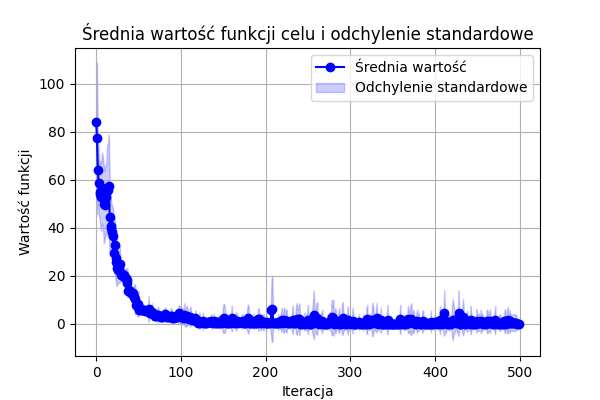 Średnia wartość funkcji celu i odchylenie standardowe
Średnia wartość
Odchylenie standardowe
Wartość funkcji
100
80
60
40
20
0
0 100 200 300 400 500
Iteracja